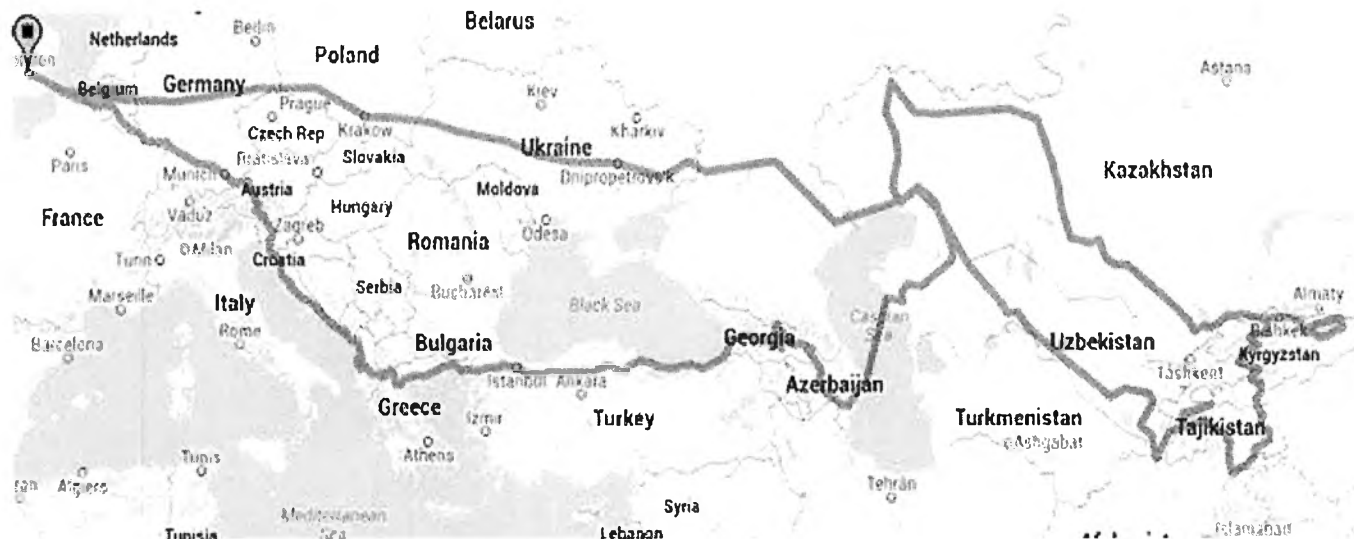 Belarus
Berlin
Netherlands
Poland
Astana
Belgium
Germany
Kiev
Prague
Kharkiv
Krakow
Czech Rep
Ukraine
Paris
Bratislava
Slovakia
Kazakhstan
Munich
Dnipropetrovs'k
Austria
Moldova
Vaduz
Hungary
France
Zagreb
Odesa
Romania
Milan
Turin
Croatia
Serbia
Almaty
Marseille
Italy
Bucharest
Black Sea
Bishkek
Rome
Bulgaria
Georgia
Uzbekistan
Kyrgyzstan
Barcelona
Tashkent
Istanbul
Ankara
Azerbaijan
Greece
Izmir
Turkey
Turkmenistan
Tajikistan
Athens
Ashgabat
Tunis
Algiers
Tehran
Syria
Mediterranean
Sea
Tunisia
Lebanon
Islamabad